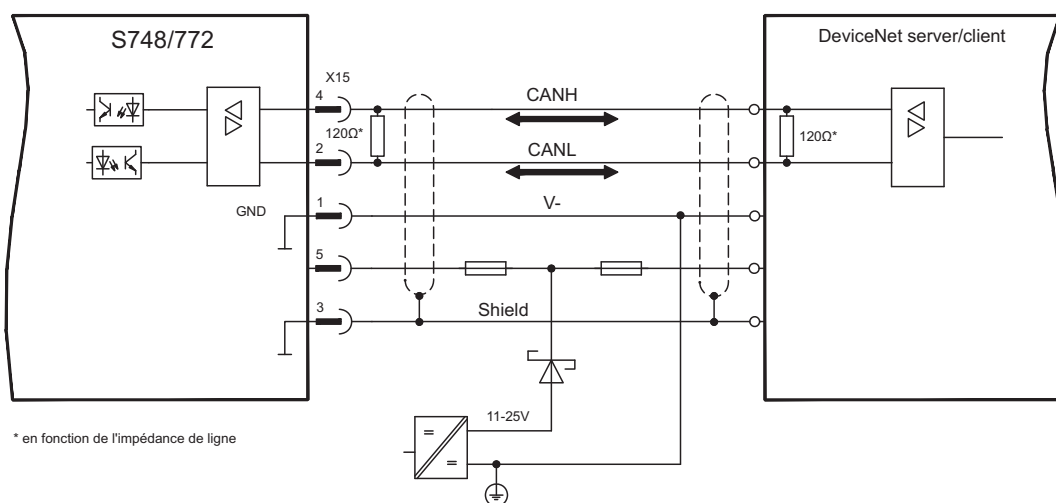 S748/772
DeviceNet server/client
X15
4
CANH
120Ω*
120Ω*
2
CANL
GND
1
V-
5
3
Shield
11-25V
=
=
* en fonction de l'impédance de ligne